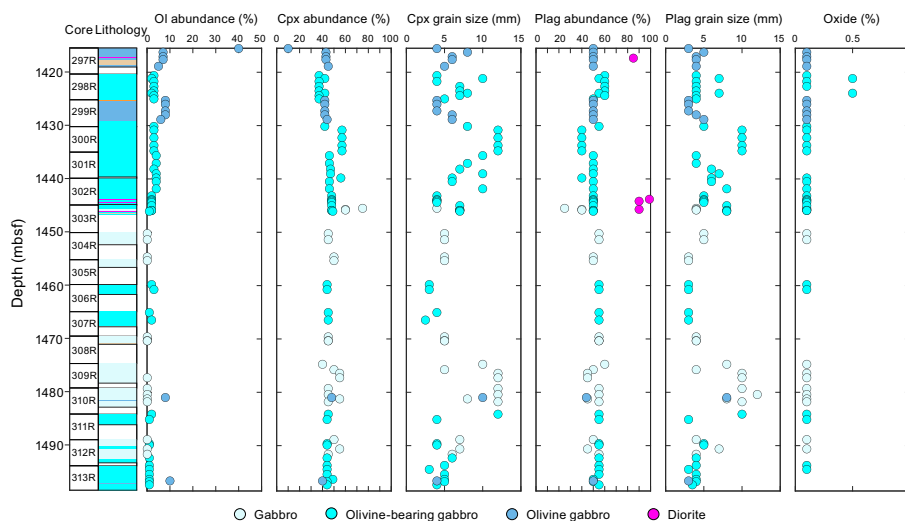 Ol abundance (%) Cpx abundance (%) Cpx grain size (mm) Plag abundance (%) Plag grain size (mm) Oxide (%)
Core Lithology 0 10 20 30 40 50 0 20 40 60 80 100 0 5 10 15 0 20 40 60 80 100 0 5 10 15 0 0.5 1
297R
1420
298R
299R
1430
300R
301R
1440
302R
303R
1450
304R
305R
1460
306R
307R
1470
308R
309R
1480
310R
311R
1490
312R
313R
Depth (mbsf)
Gabbro Olivine-bearing gabbro Olivine gabbro Diorite